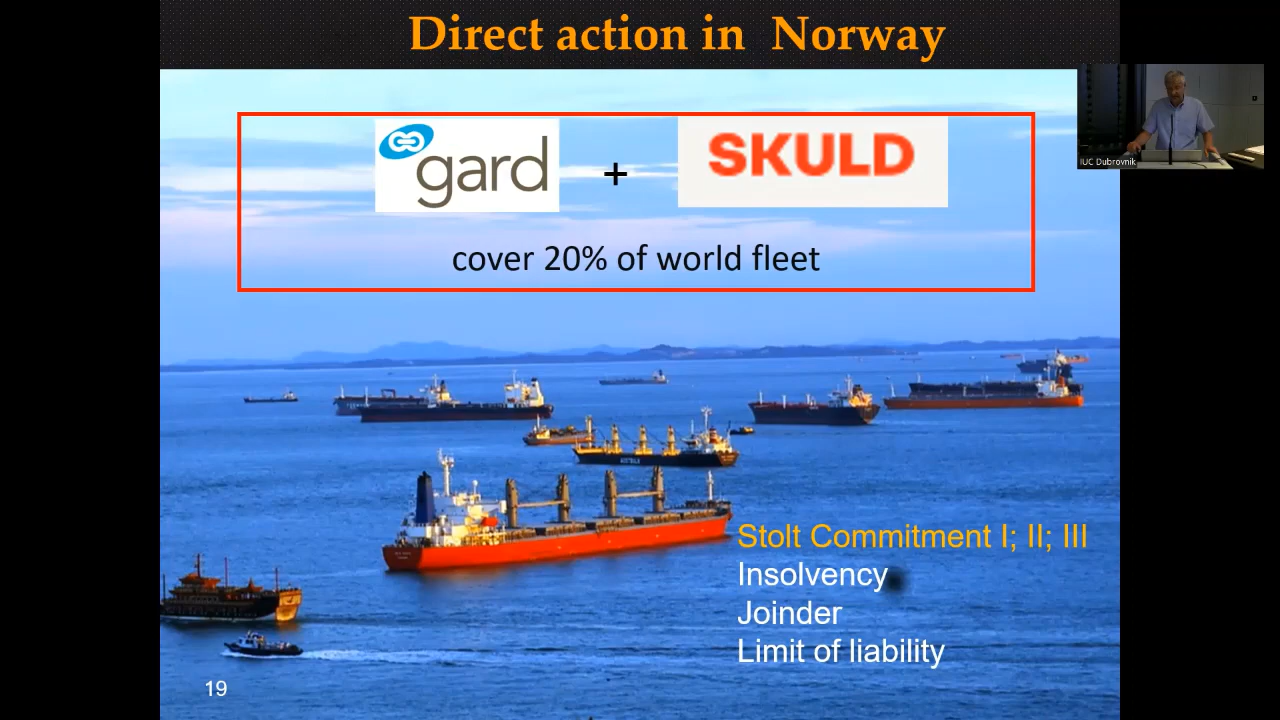 Direct action in Norway
gard + SKULD
cover 20% of world fleet
IUC Dubrovnik
Stolt Commitment I; II; III
Insolvency
Joinder
Limit of liability
19